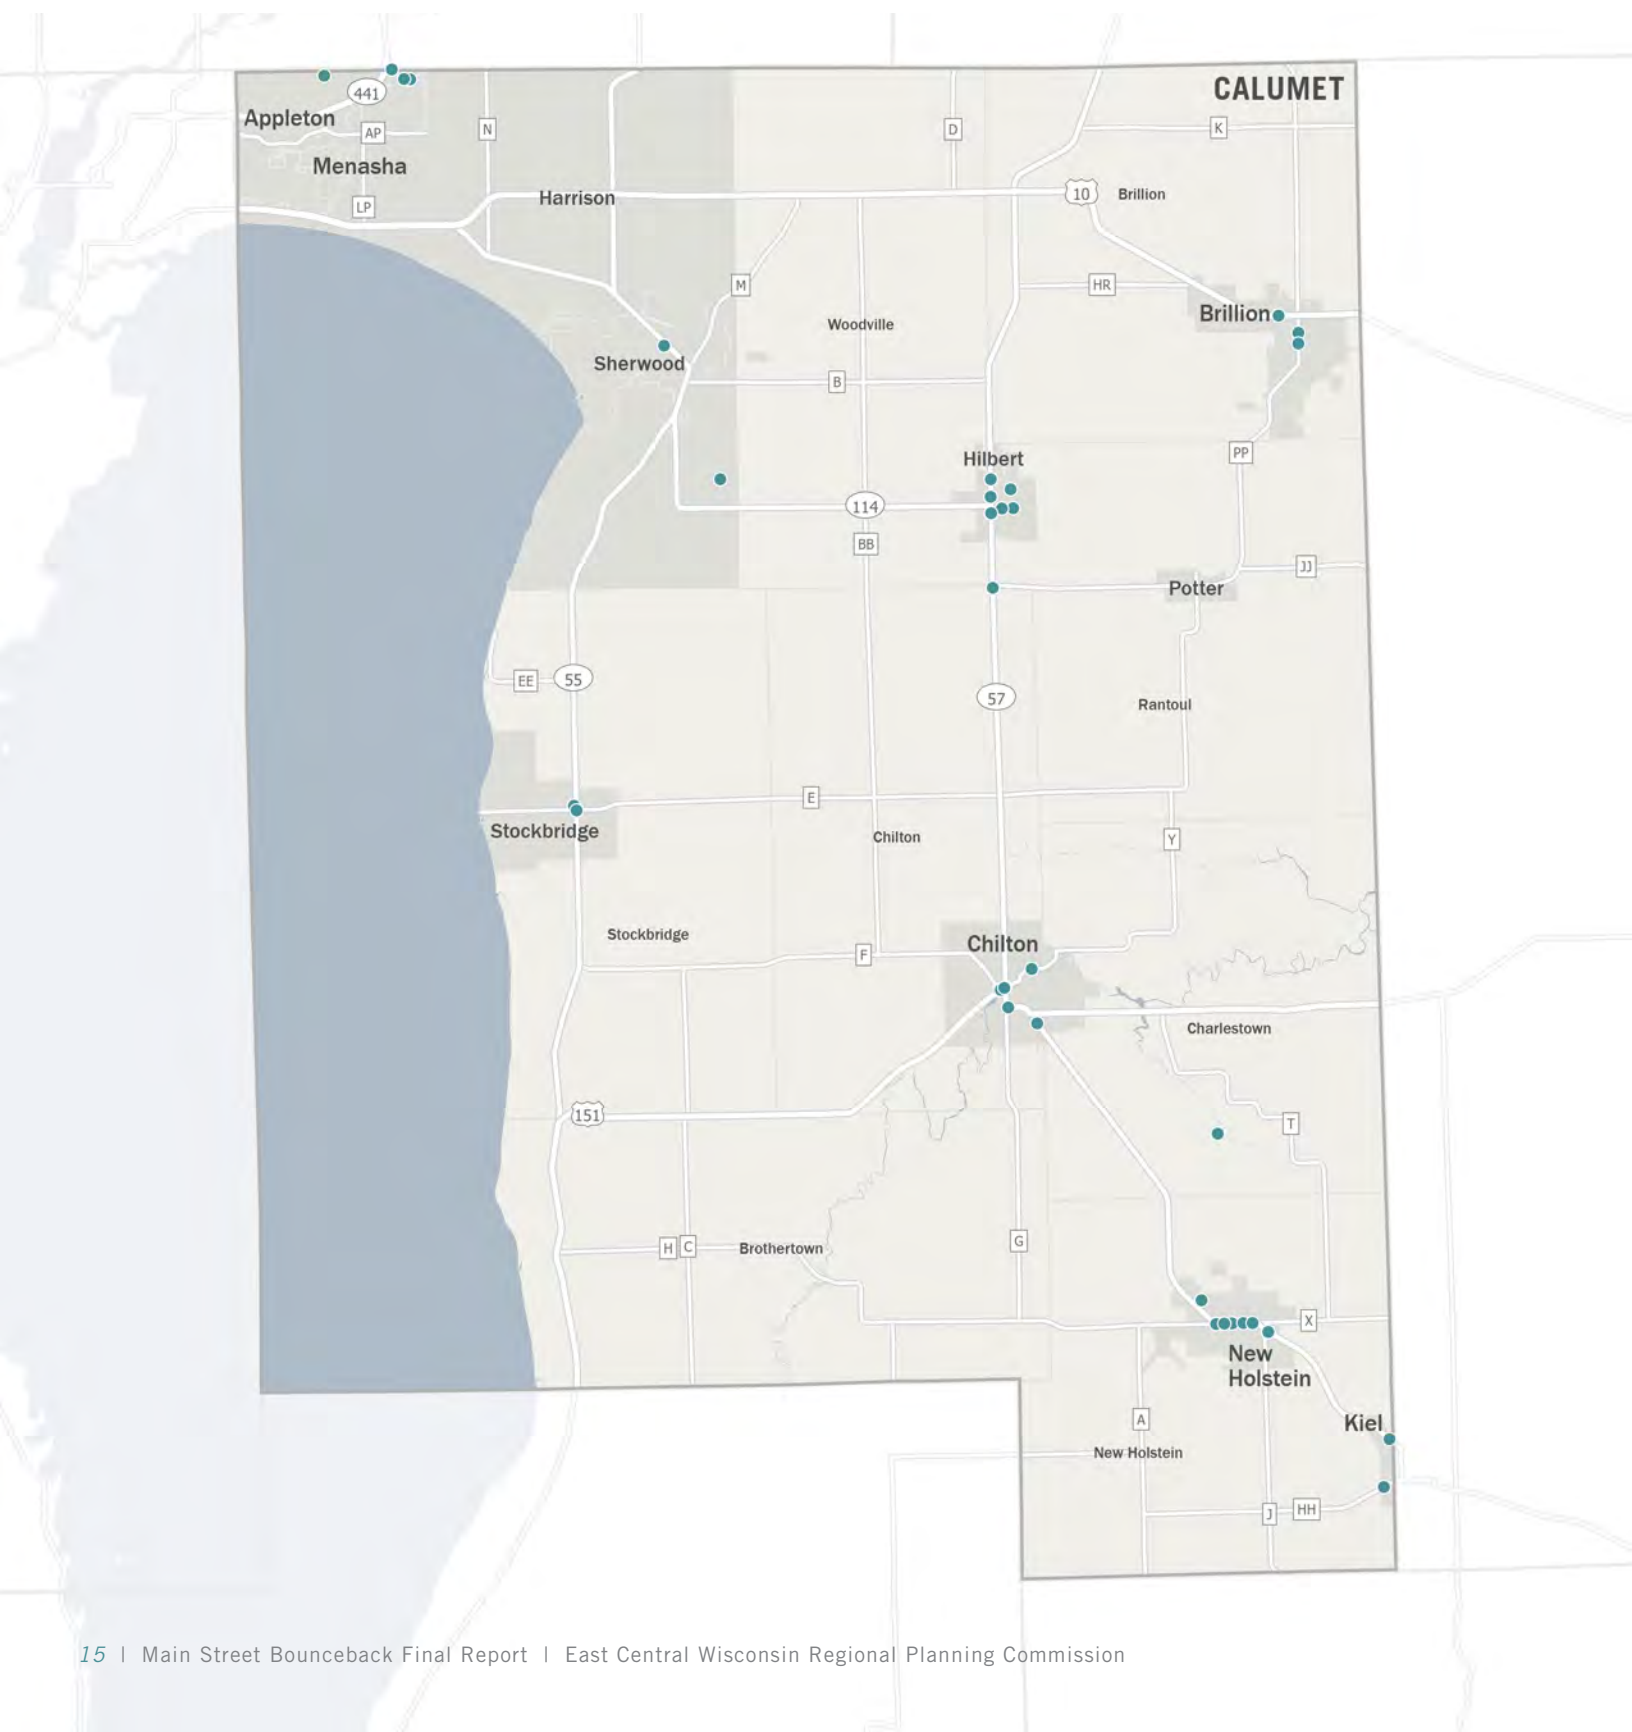 CALUMET
441
Appleton
AP
N
D
K
Menasha
Harrison
10
Brillion
LP
M
HR
Woodville
Brillion
Sherwood
B
Hilbert
PP
114
BB
JJ
Potter
EE
55
57
Rantoul
E
Stockbridge
Chilton
Y
Stockbridge
Chilton
F
Charlestown
151
T
H
C
Brothertown
G
X
New
Holstein
A
Kiel
New Holstein
J
HH
15 | Main Street Bounceback Final Report | East Central Wisconsin Regional Planning Commission